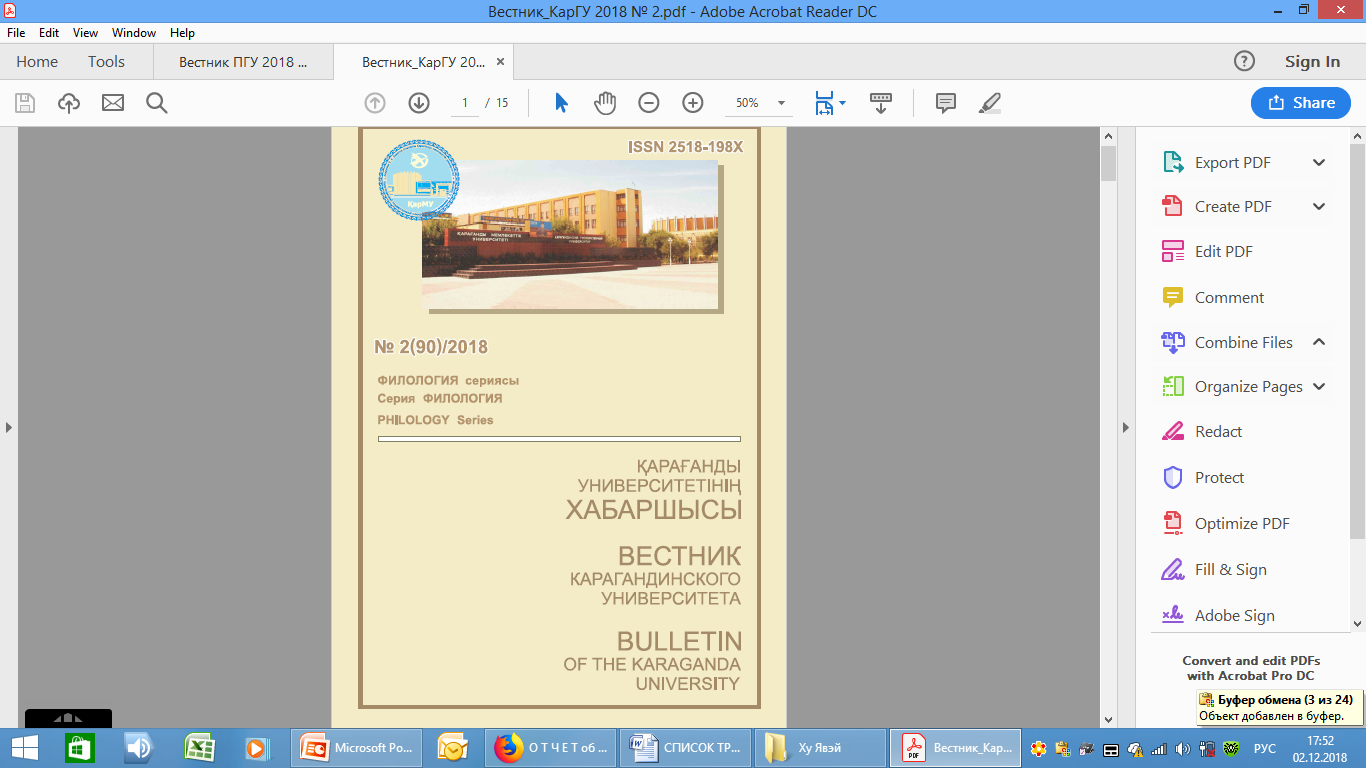 Вестник_КарГУ 2018 № 2.pdf - Adobe Acrobat Reader DC
File Edit View Window Help
Home Tools Вестник ПГУ 2018 ... Вестник_КарГУ 20... Sign In
1 / 15 50% Share
ISSN 2518-198X
ҚарМУ
ҚАРАҒАНДЫ МЕМЛЕКЕТТІК УНИВЕРСИТЕТІ
№ 2(90)/2018
ФИЛОЛОГИЯ сериясы
Серия ФИЛОЛОГИЯ
PHILOLOGY Series
ҚАРАҒАНДЫ
УНИВЕРСИТЕТІНІҢ
ХАБАРШЫСЫ
ВЕСТНИК
КАРАГАНДИНСКОГО
УНИВЕРСИТЕТА
BULLETIN
OF THE KARAGANDA
UNIVERSITY
Export PDF
Create PDF
Edit PDF
Comment
Combine Files
Organize Pages
Redact
Protect
Optimize PDF
Fill & Sign
Adobe Sign
Convert and edit PDFs
with Acrobat Pro DC
Буфер обмена (3 из 24)
Объект добавлен в буфер.
Microsoft Po... О Т Ч Е Т об ... СПИСОК ТР... Ху Явэй Вестник_Кар... РУС
17:52
02.12.2018